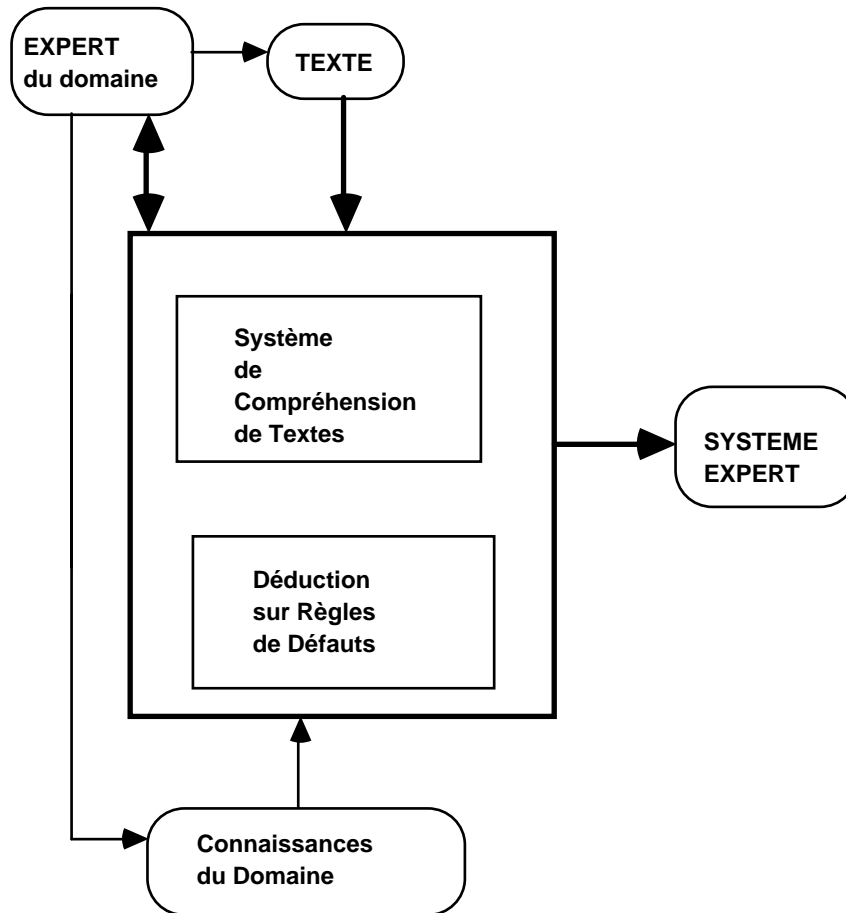 EXPERT
du domaine
TEXTE
Système
de
Compréhension
de Textes
SYSTEME
EXPERT
Déduction
sur Règles
de Défauts
Connaissances
du Domaine